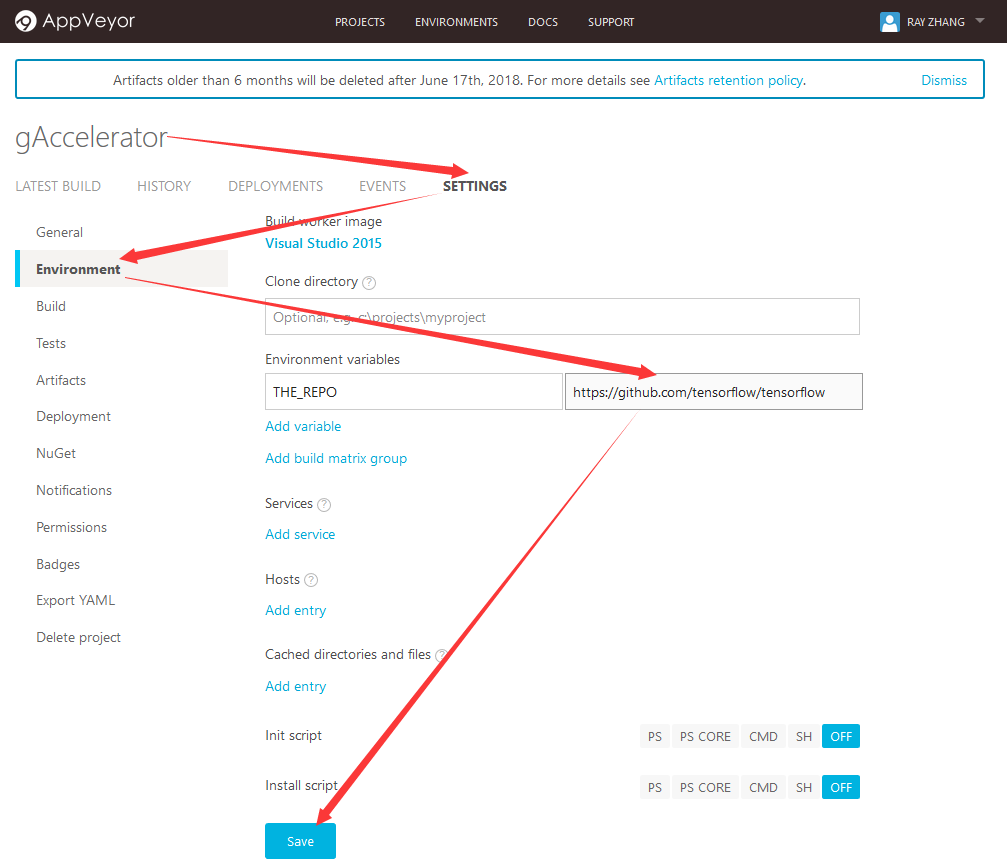 AppVeyor PROJECTS ENVIRONMENTS DOCS SUPPORT RAY ZHANG
Artifacts older than 6 months will be deleted after June 17th, 2018. For more details see Artifacts retention policy. Dismiss
gAccelerator
LATEST BUILD HISTORY DEPLOYMENTS EVENTS SETTINGS
General
Environment
Build
Tests
Artifacts
Deployment
NuGet
Notifications
Permissions
Badges
Export YAML
Delete project
Build worker image
Visual Studio 2015
Clone directory ?
Optional, e.g. c:\projects\myproject
Environment variables
THE_REPO https://github.com/tensorflow/tensorflow
Add variable
Add build matrix group
Services ?
Add service
Hosts ?
Add entry
Cached directories and files ?
Add entry
Init script PS PS CORE CMD SH OFF
Install script PS PS CORE CMD SH OFF
Save